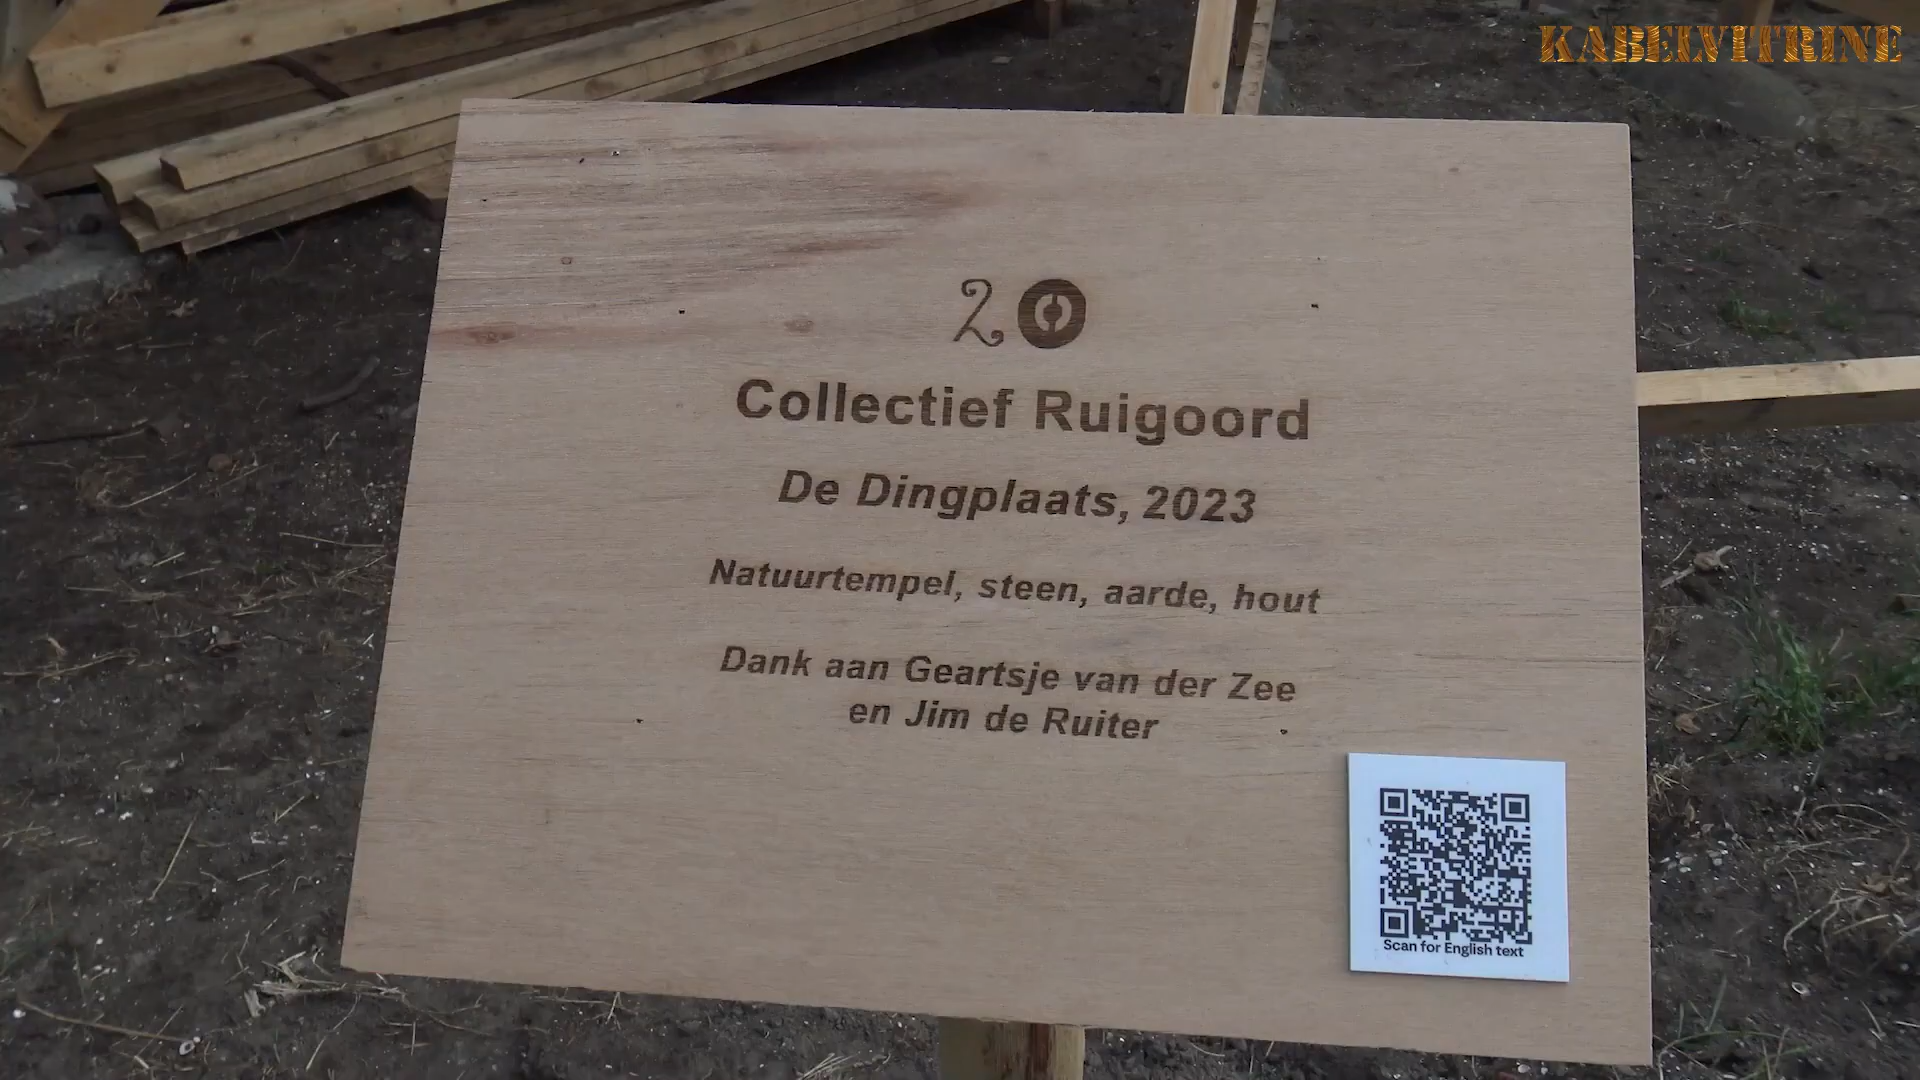 KABELVITRINE
20
Collectief Ruigoord
De Dingplaats, 2023
Natuurtempel, steen, aarde, hout
Dank aan Geartsje van der Zee
en Jim de Ruiter
Scan for English text